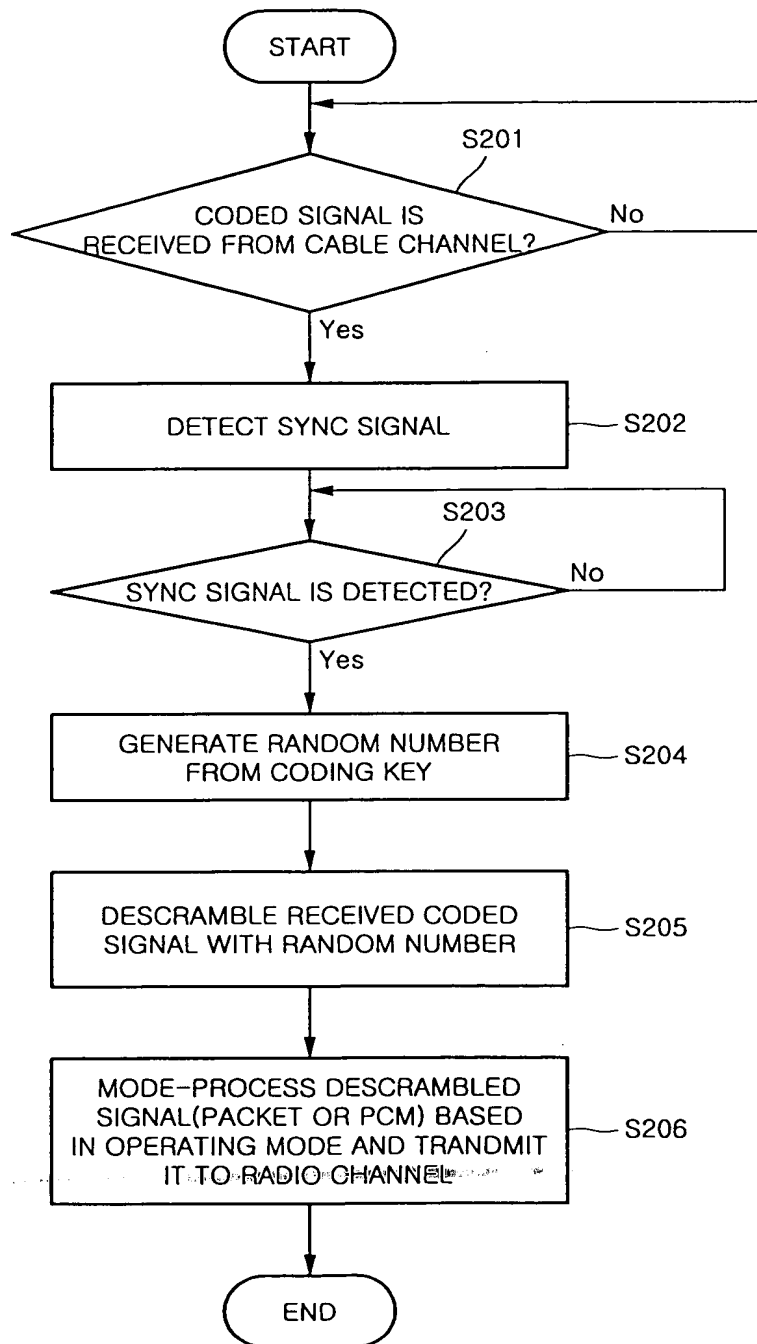 START
S201
CODED SIGNAL IS
RECEIVED FROM CABLE CHANNEL?
No
Yes
DETECT SYNC SIGNAL
S202
S203
SYNC SIGNAL IS DETECTED?
No
Yes
GENERATE RANDOM NUMBER
FROM CODING KEY
S204
DESCRAMBLE RECEIVED CODED
SIGNAL WITH RANDOM NUMBER
S205
MODE-PROCESS DESCRAMBLED
SIGNAL(PACKET OR PCM) BASED
IN OPERATING MODE AND TRANDMIT
IT TO RADIO CHANNEL
S206
END